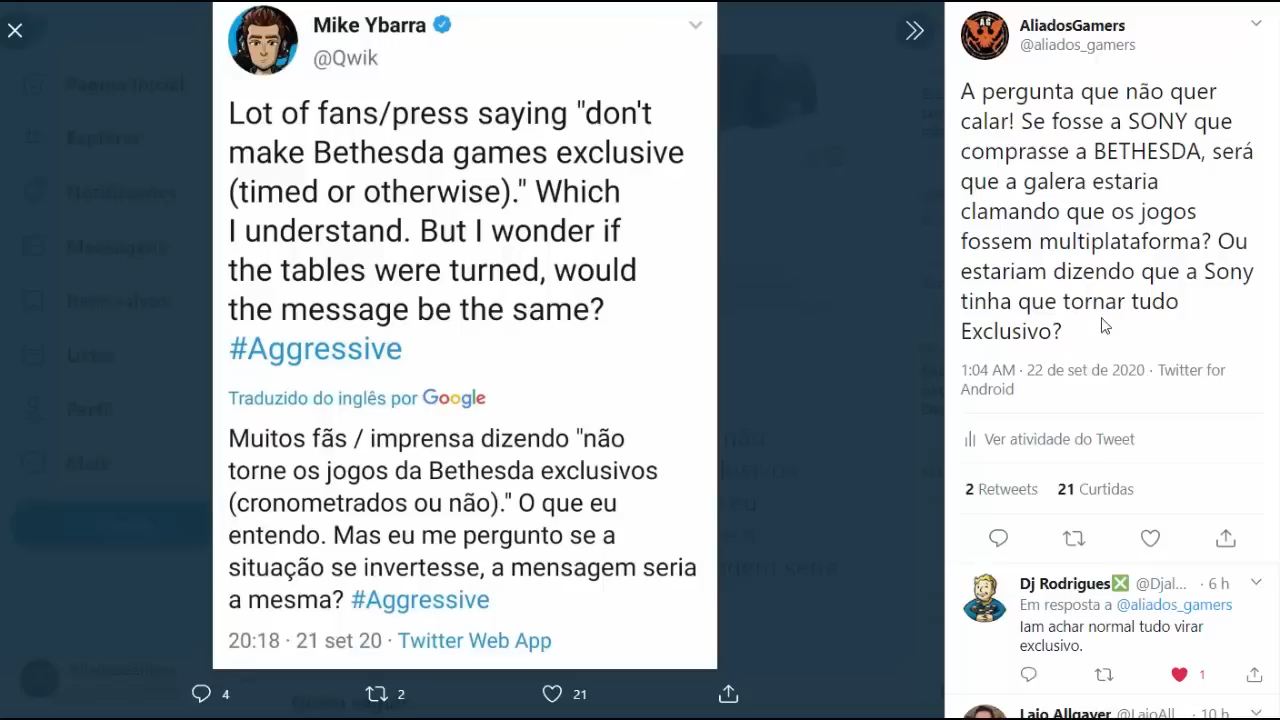 Mike Ybarra
@Qwik
Lot of fans/press saying "don't
make Bethesda games exclusive
(timed or otherwise)." Which
I understand. But I wonder if
the tables were turned, would
the message be the same?
#Aggressive
Traduzido do inglês por Google
Muitos fãs / imprensa dizendo "não
torne os jogos da Bethesda exclusivos
(cronometrados ou não)." O que eu
entendo. Mas eu me pergunto se a
situação se invertesse, a mensagem seria
a mesma? #Aggressive
20:18 · 21 set 20 · Twitter Web App
4
2
21
AliadosGamers
@aliados_gamers
A pergunta que não quer
calar! Se fosse a SONY que
comprasse a BETHESDA, será
que a galera estaria
clamando que os jogos
fossem multiplataforma? Ou
estariam dizendo que a Sony
tinha que tornar tudo
Exclusivo?
1:04 AM · 22 de set de 2020 · Twitter for
Android
Ver atividade do Tweet
2 Retweets 21 Curtidas
Dj Rodrigues @Djal... · 6 h
Em resposta a @aliados_gamers
Iam achar normal tudo virar
exclusivo.
1
Laio Allgayer @LaioAll... · 10 h